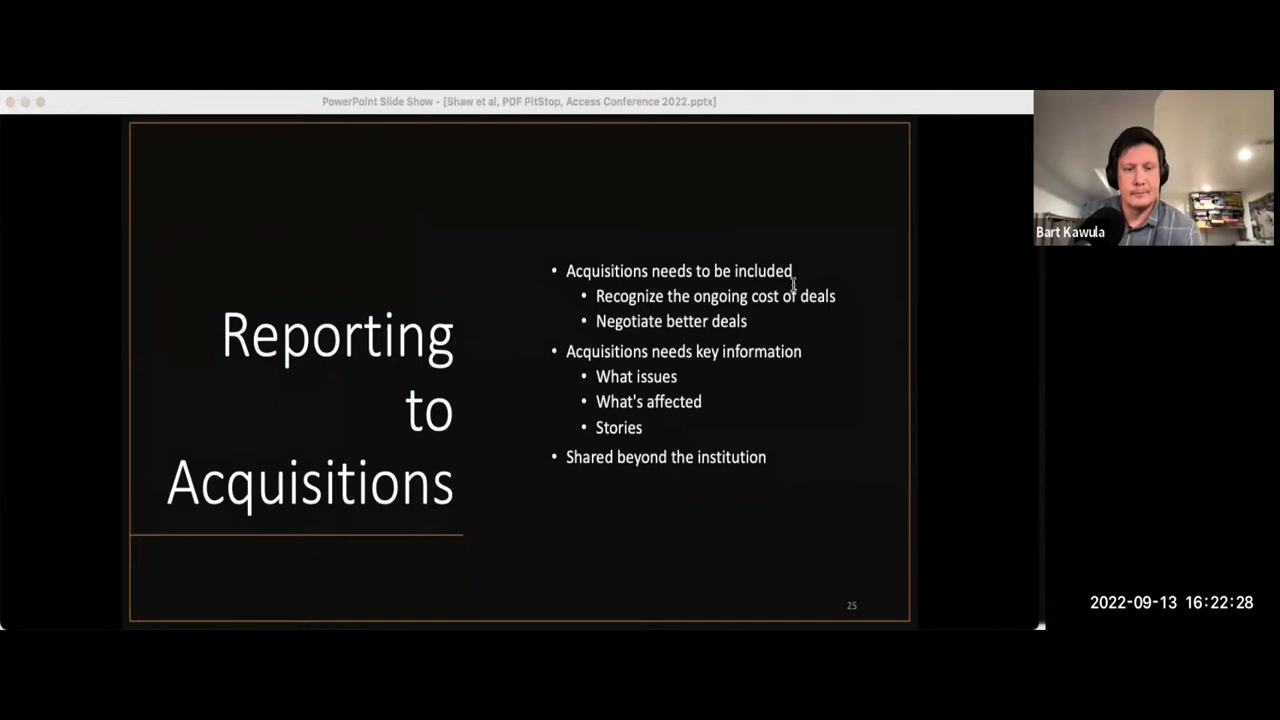 PowerPoint Slide Show - [Shaw et al, PDF PitStop, Access Conference 2022.pptx]
Bart Kawula
Reporting
to
Acquisitions
• Acquisitions needs to be included
• Recognize the ongoing cost of deals
• Negotiate better deals
• Acquisitions needs key information
• What issues
• What's affected
• Stories
• Shared beyond the institution
25
2022-09-13 16:22:28